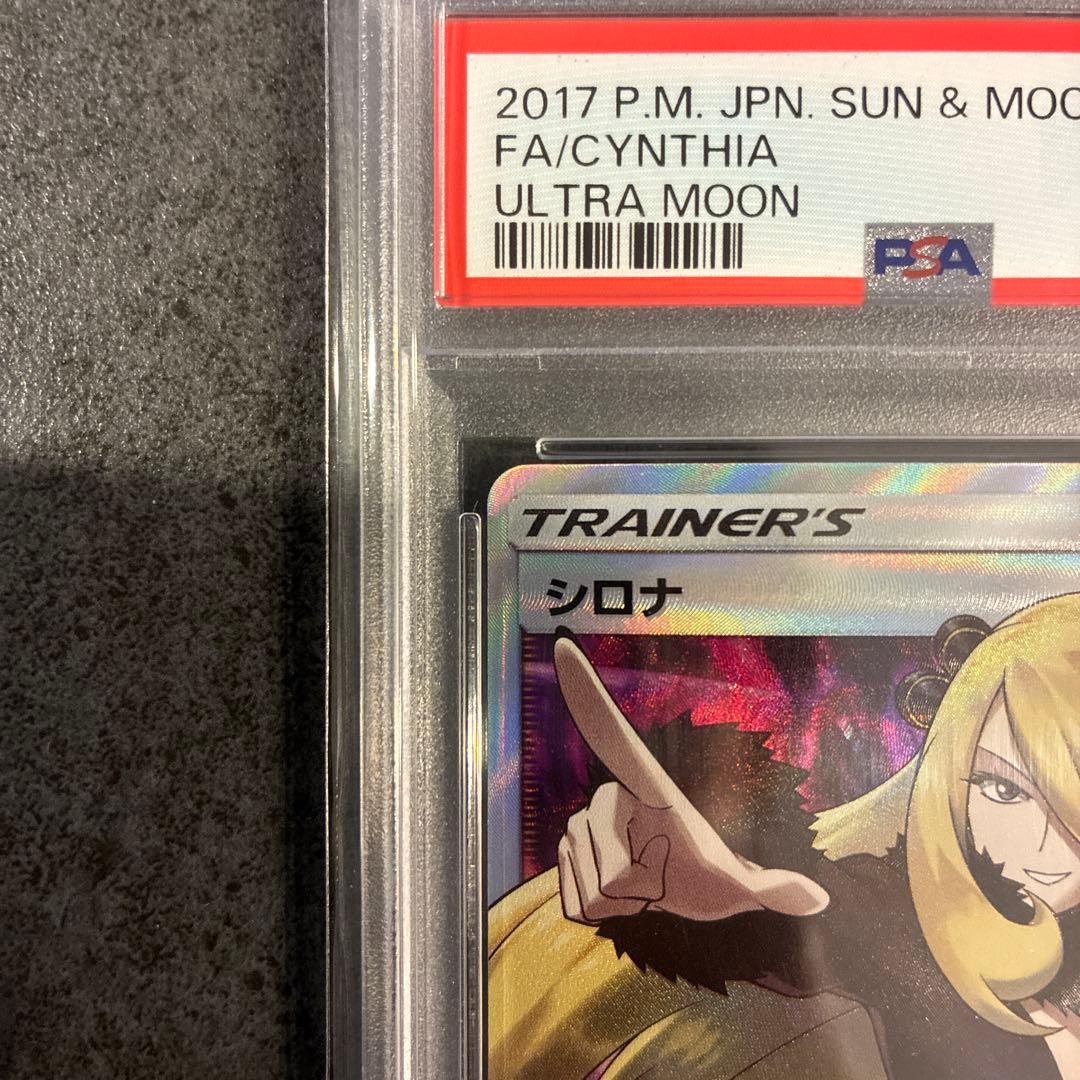 2017 P.M. JPN. SUN & MOO
FA/CYNTHIA
ULTRA MOON
PSA
TRAINER'S
シロナ